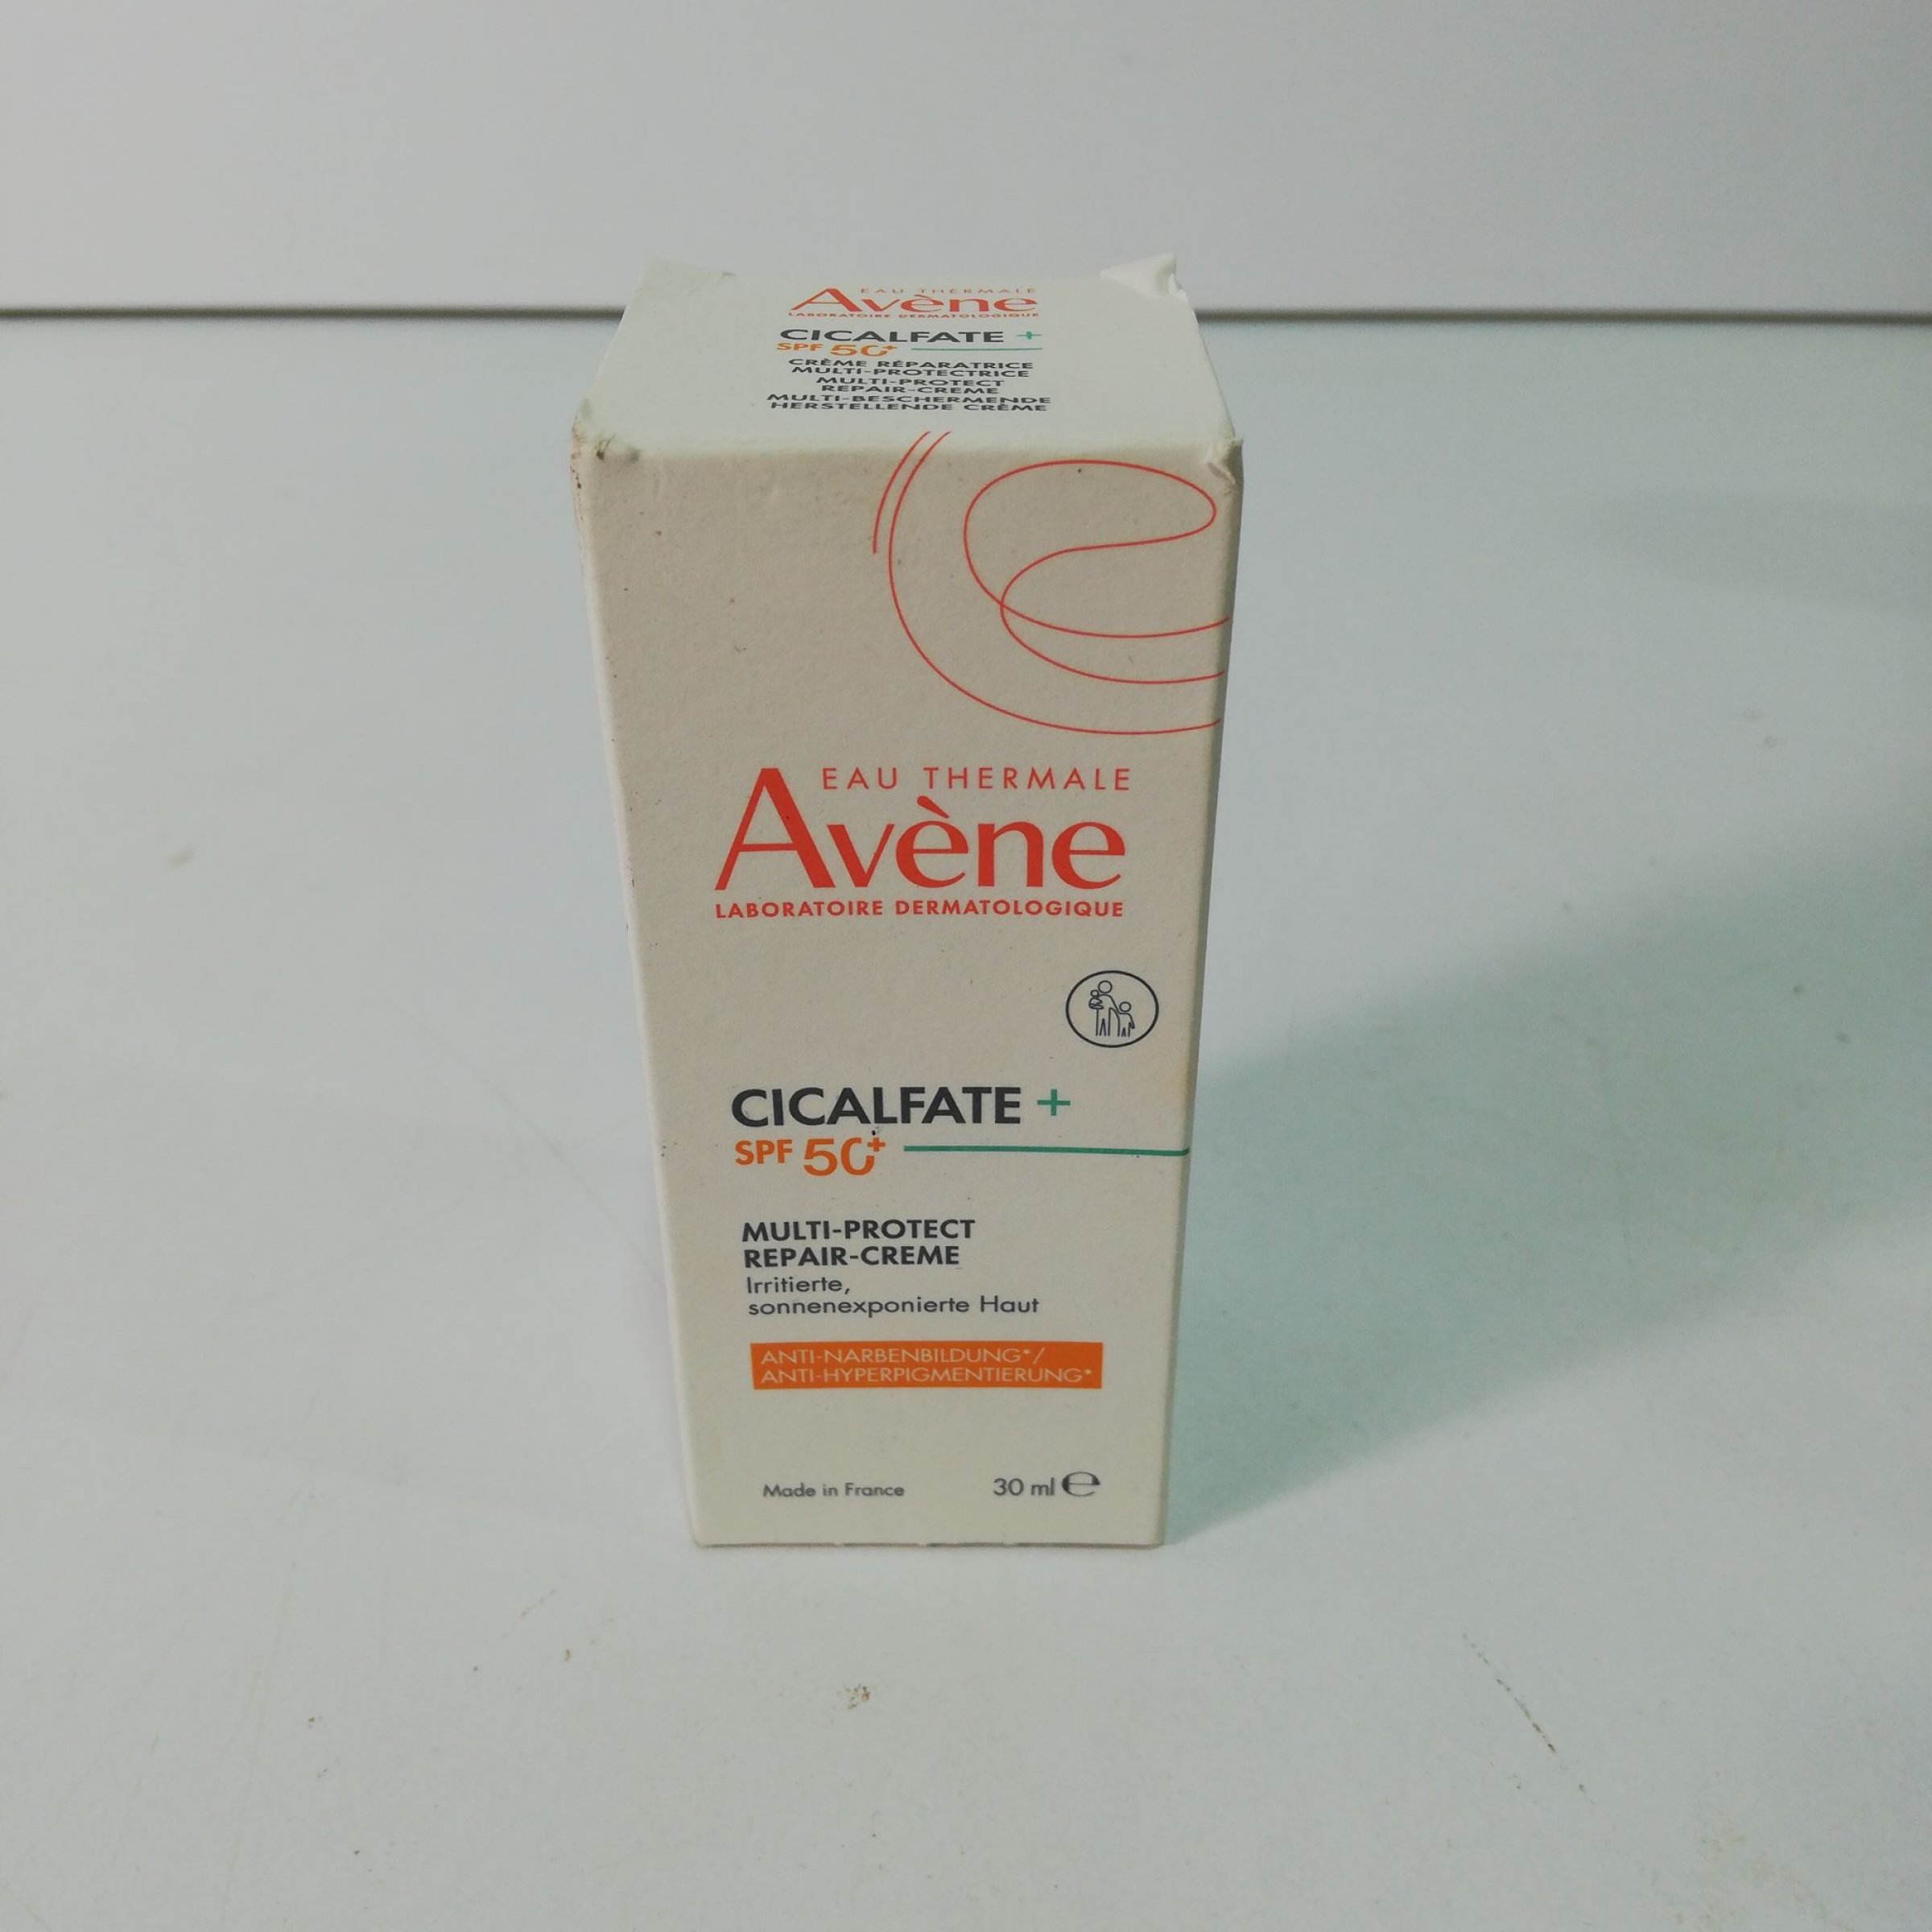 EAU THERMALE
Avène
LABORATOIRE DERMATOLOGIQUE
CICALFATE +
SPF 50+
CRÈME RÉPARATRICE
MULTI-PROTECTRICE
MULTI-PROTECT
REPAIR-CREME
MULTI-BESCHERMENDE
HERSTELLENDE CRÈME
EAU THERMALE
Avène
LABORATOIRE DERMATOLOGIQUE
CICALFATE +
SPF 50+
MULTI-PROTECT
REPAIR-CREME
Irritierte,
sonnenexponierte Haut
ANTI-NARBENBILDUNG*/
ANTI-HYPERPIGMENTIERUNG*
Made in France 30 ml ℮